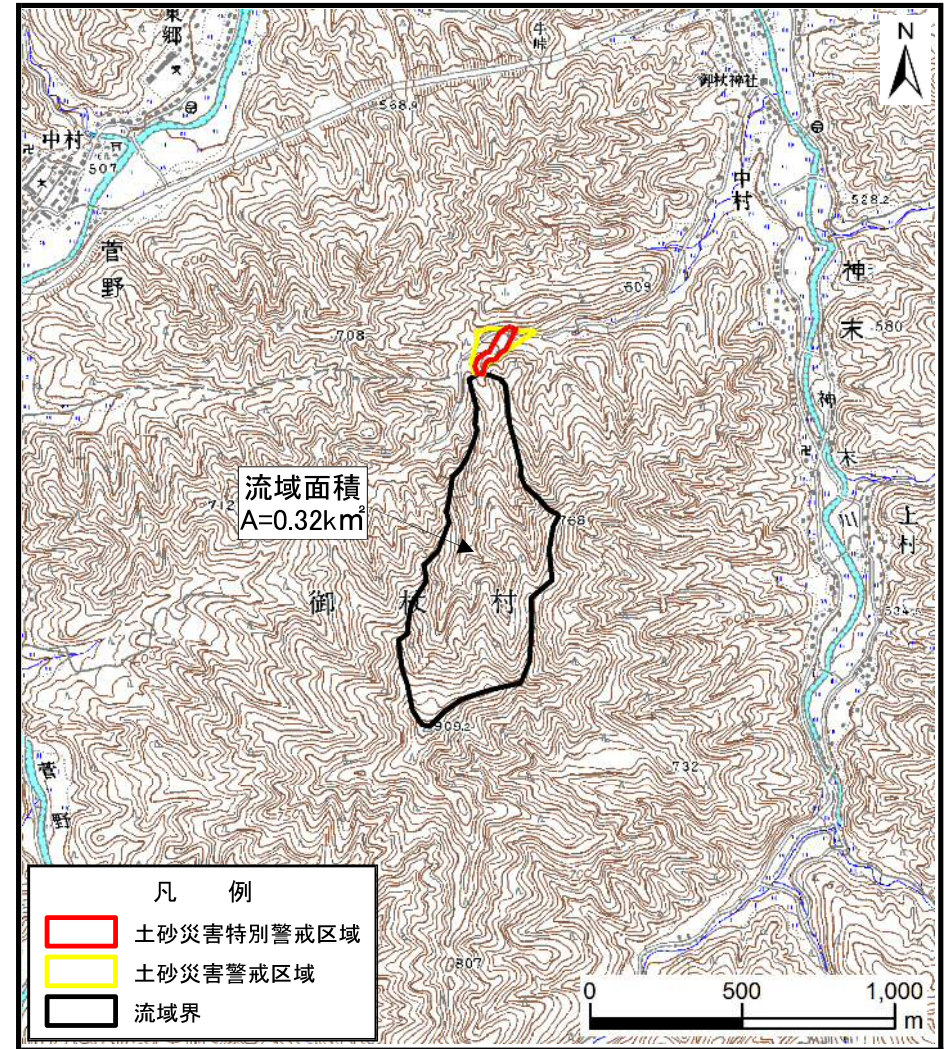 東郷
牛峠
N
568.9
御杖神社
中村
507
中村
528.2
菅野
神末
609
580
708
神末川
流域面積
A=0.32km²
712
768
上村
534.5
御杖村
909.2
732
菅野
807
凡 例
土砂災害特別警戒区域
土砂災害警戒区域
流域界
0 500 1,000
m